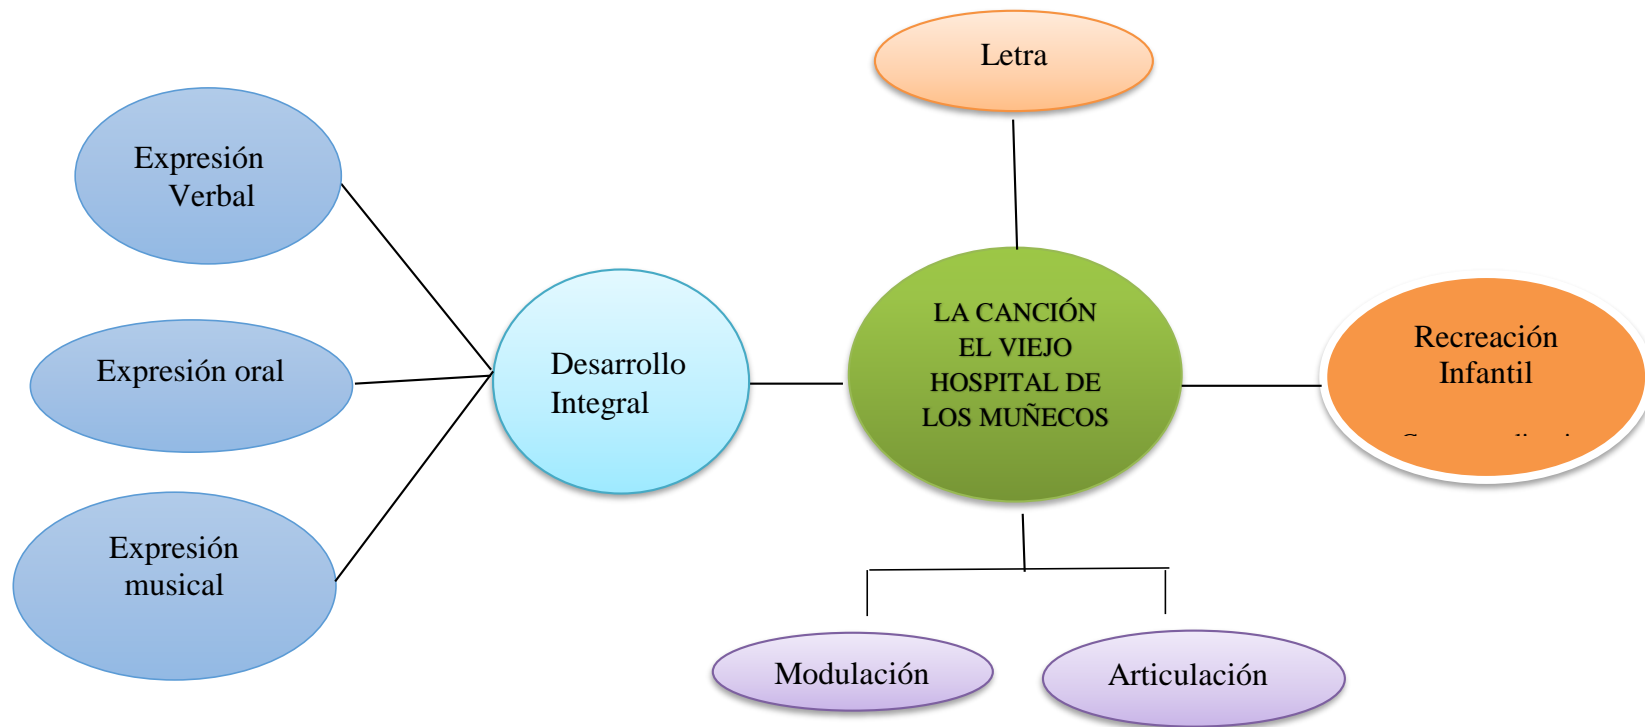 Letra
Expresión
Verbal
Expresión oral
Expresión
musical
Desarrollo
Integral
LA CANCIÓN
EL VIEJO
HOSPITAL DE
LOS MUÑECOS
Recreación
Infantil
Modulación
Articulación